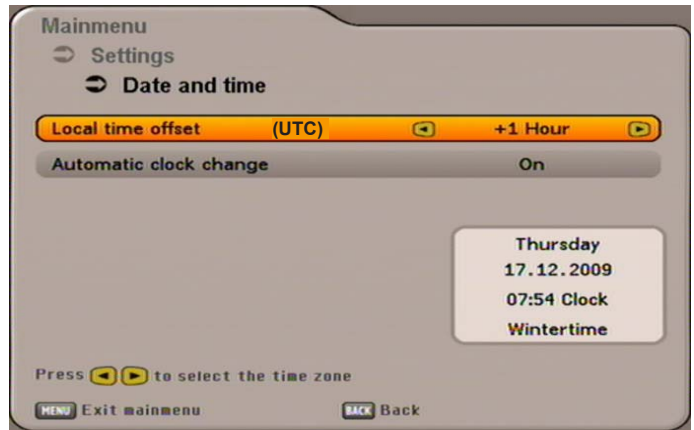 Mainmenu
Settings
Date and time
Local time offset (UTC) +1 Hour
Automatic clock change On
Thursday
17.12.2009
07:54 Clock
Wintertime
Press to select the time zone
MENU Exit mainmenu BACK Back